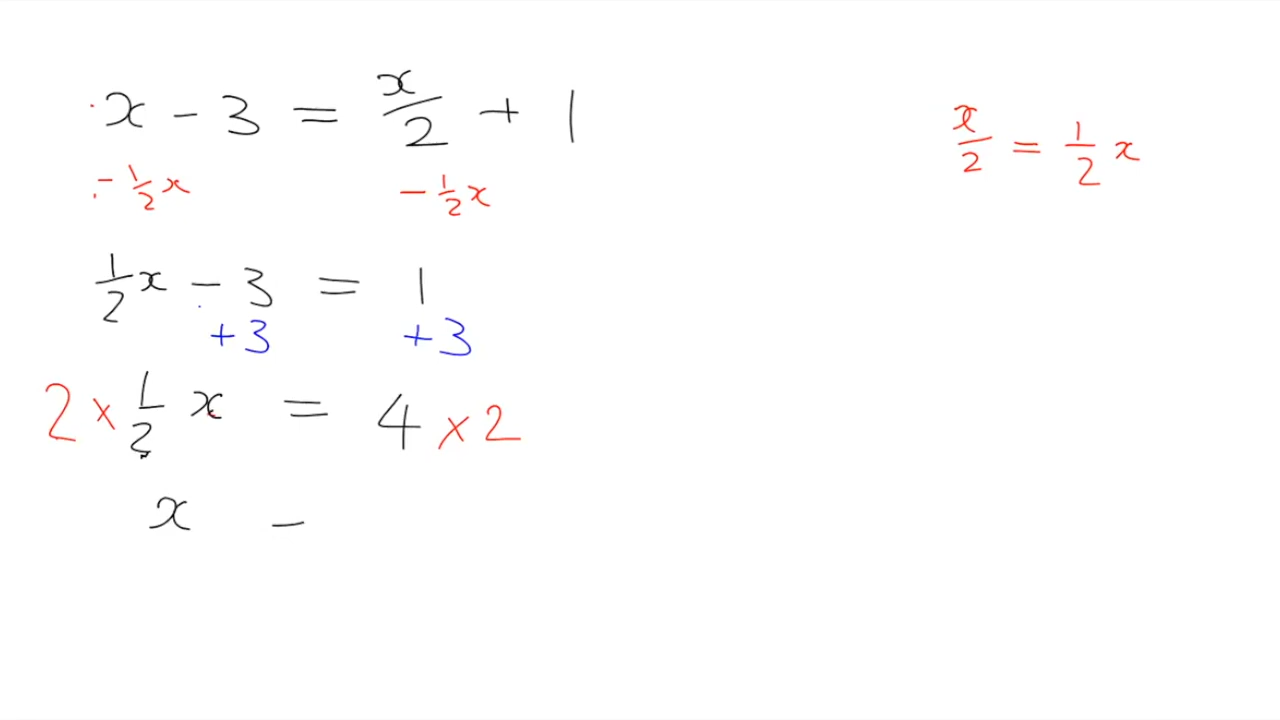 x - 3 = x/2 + 1
x/2 = 1/2 x
- 1/2 x - 1/2 x
1/2 x - 3 = 1
+3 +3
2 × 1/2 x = 4 × 2
x -